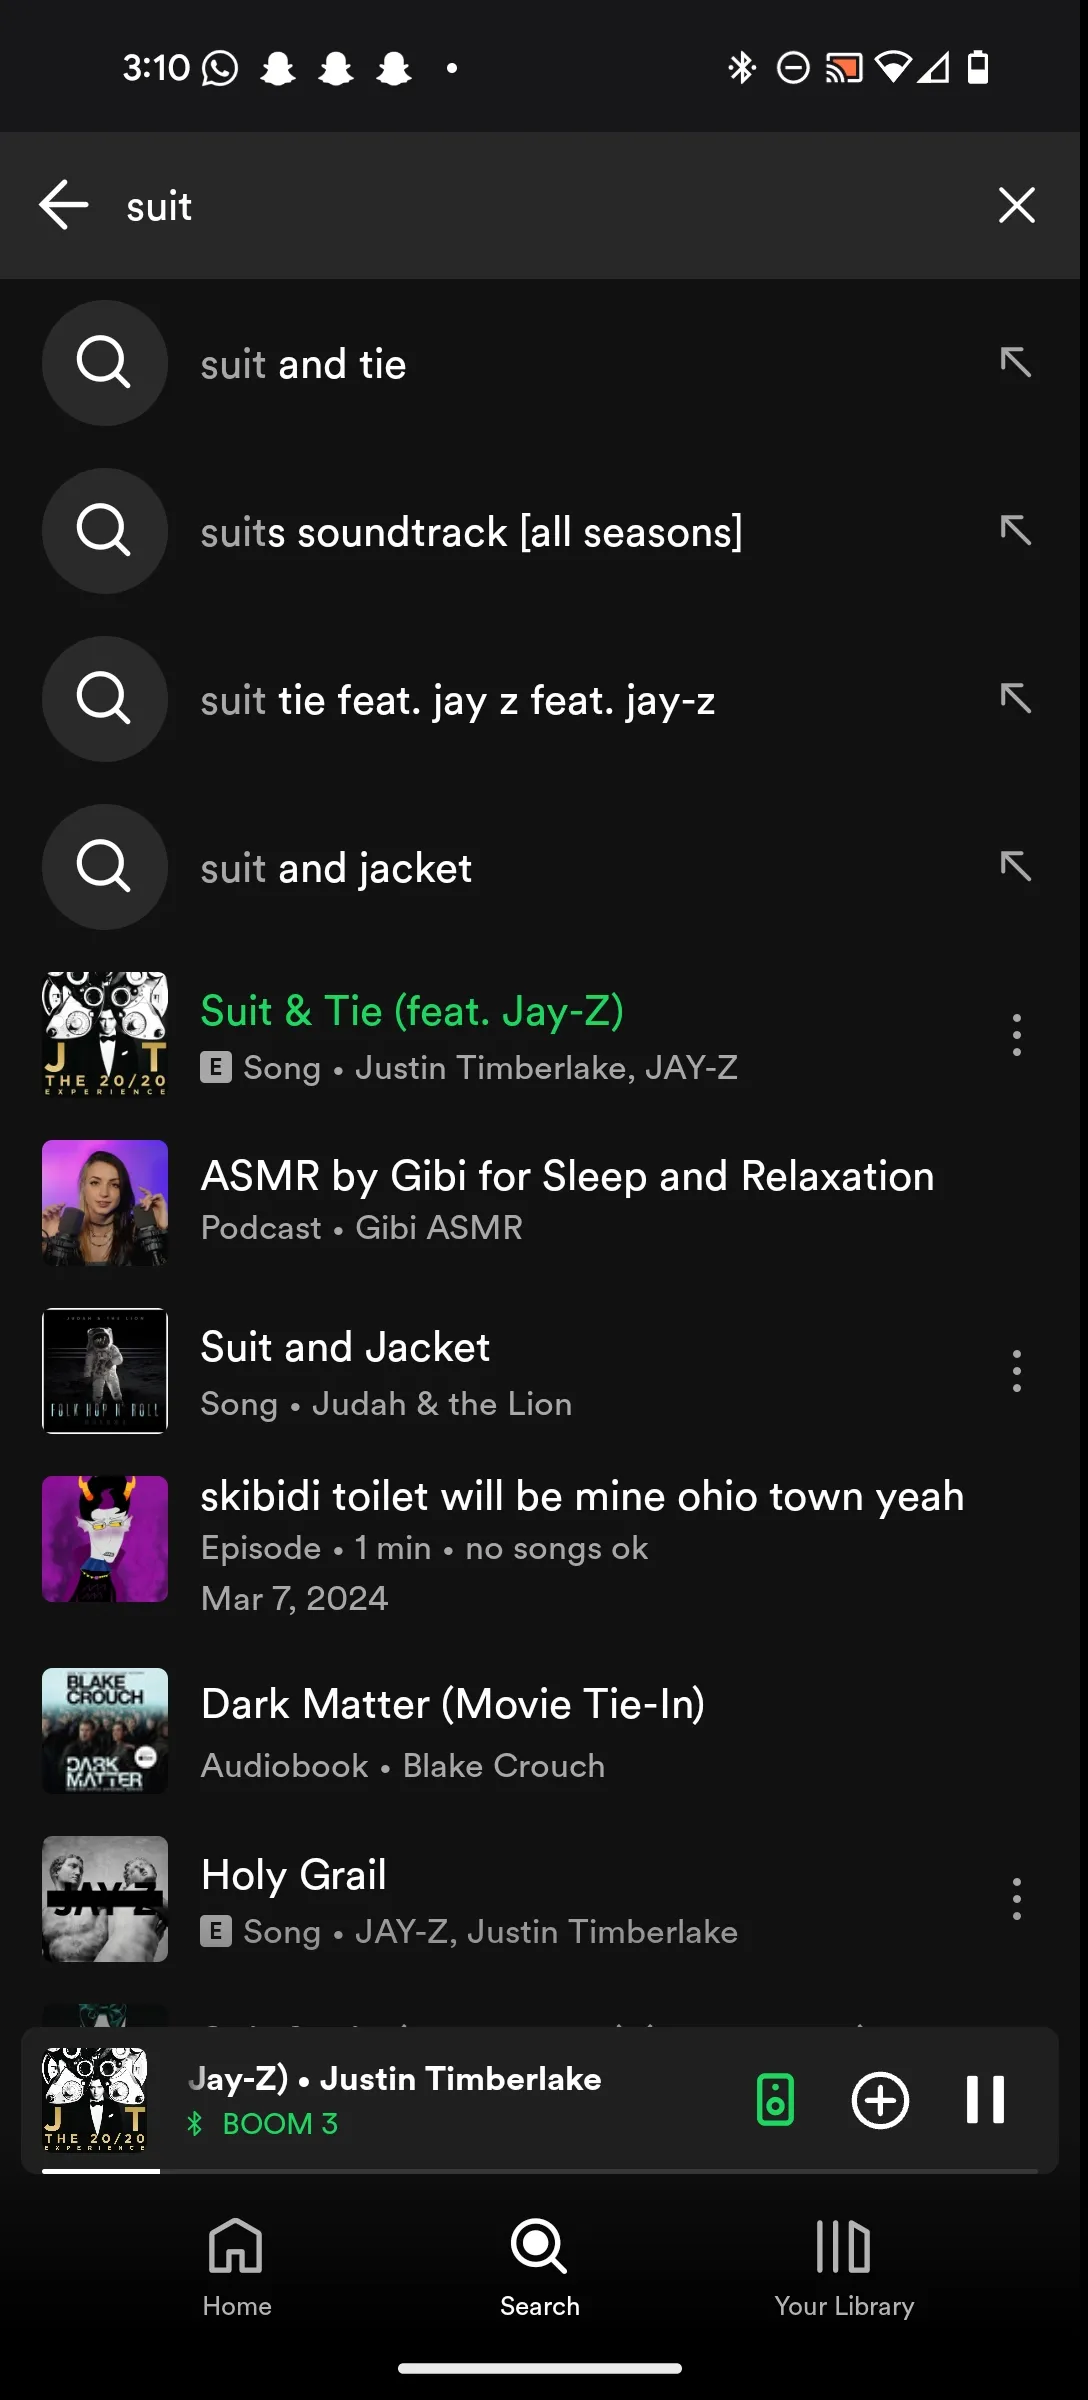 3:10
suit
suit and tie
suits soundtrack [all seasons]
suit tie feat. jay z feat. jay-z
suit and jacket
J T
THE 20/20
EXPERIENCE
Suit & Tie (feat. Jay-Z)
E Song • Justin Timberlake, JAY-Z
ASMR by Gibi for Sleep and Relaxation
Podcast • Gibi ASMR
JUDAH & THE LION
FOLK HOP N' ROLL
Suit and Jacket
Song • Judah & the Lion
skibidi toilet will be mine ohio town yeah
Episode • 1 min • no songs ok
Mar 7, 2024
BLAKE
CROUCH
DARK
MATTER
Dark Matter (Movie Tie-In)
Audiobook • Blake Crouch
JAY-Z
Holy Grail
E Song • JAY-Z, Justin Timberlake
J T
THE 20/20
EXPERIENCE
Jay-Z) • Justin Timberlake
BOOM 3
Home
Search
Your Library